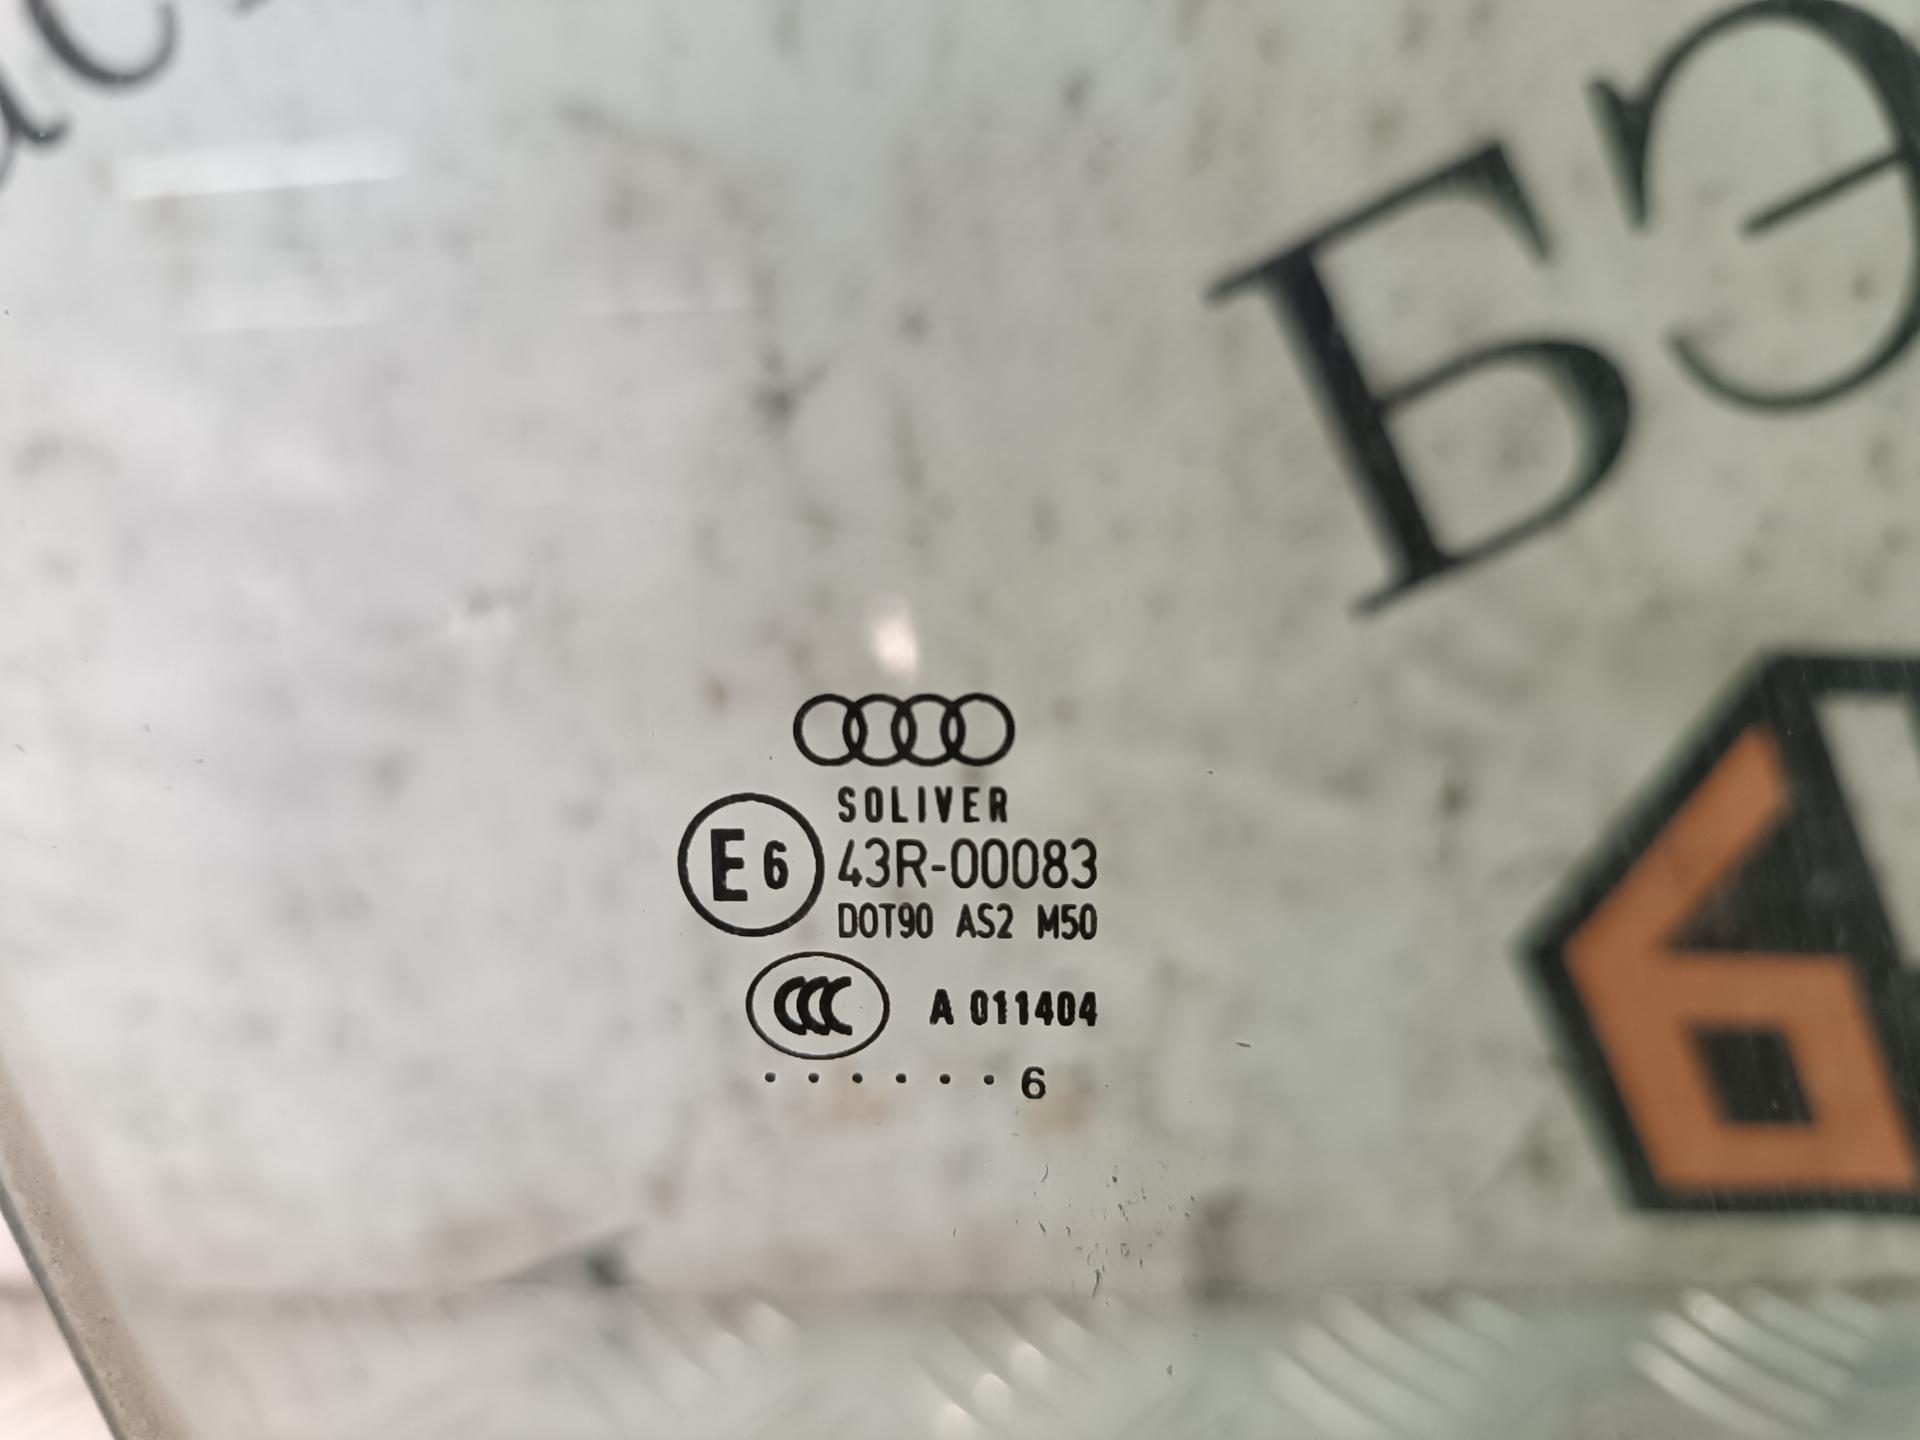 БЭ
SOLIVER
E6 43R-00083
DOT90 AS2 M50
CCC A 011404
. . . . . . 6